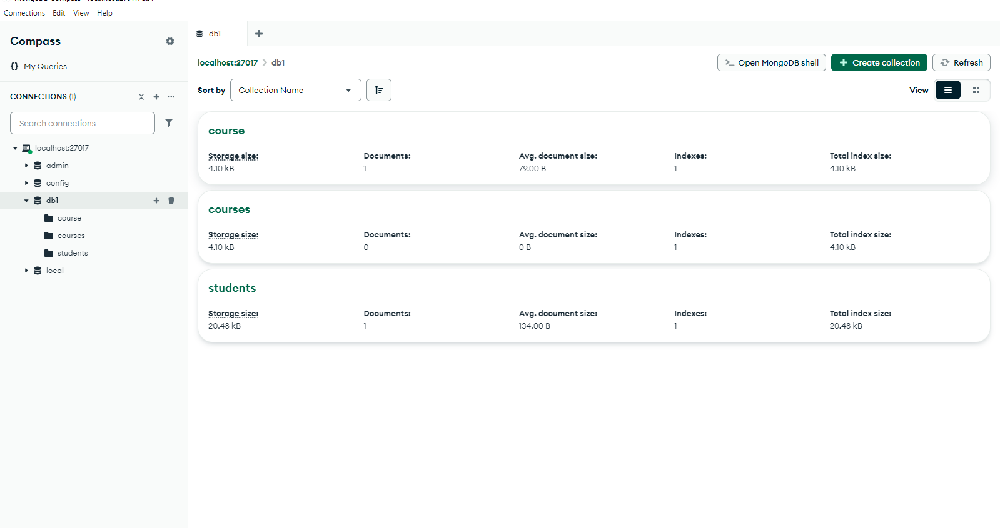 Connections Edit View Help
Compass
My Queries
CONNECTIONS (1)
Search connections
localhost:27017
admin
config
db1
course
courses
students
local
db1
localhost:27017 db1
Open MongoDB shell
Create collection
Refresh
Sort by Collection Name
View
course
Storage size: Documents: Avg. document size: Indexes: Total index size:
4.10 kB 1 79.00 B 1 4.10 kB
courses
Storage size: Documents: Avg. document size: Indexes: Total index size:
4.10 kB 0 0 B 1 4.10 kB
students
Storage size: Documents: Avg. document size: Indexes: Total index size:
20.48 kB 1 134.00 B 1 20.48 kB